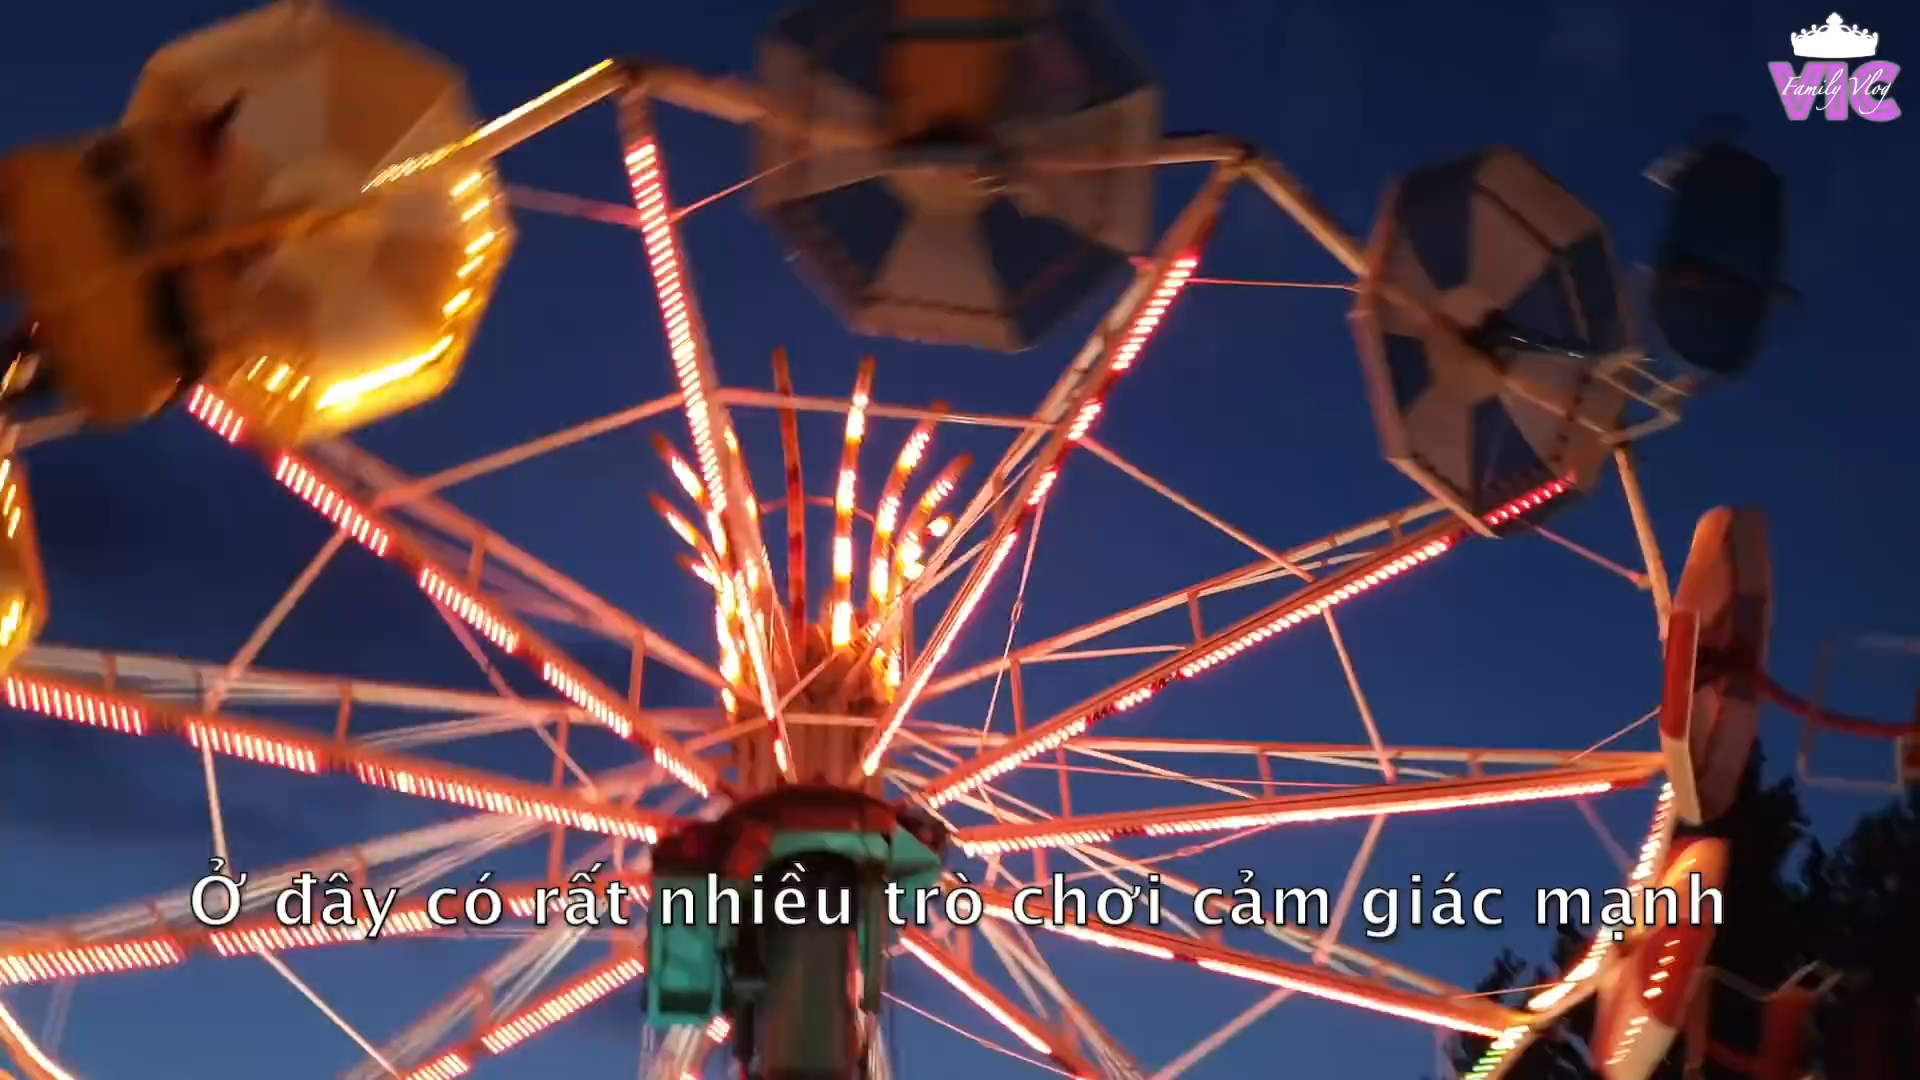 VIC
Family Vlog
Ở đây có rất nhiều trò chơi cảm giác mạnh